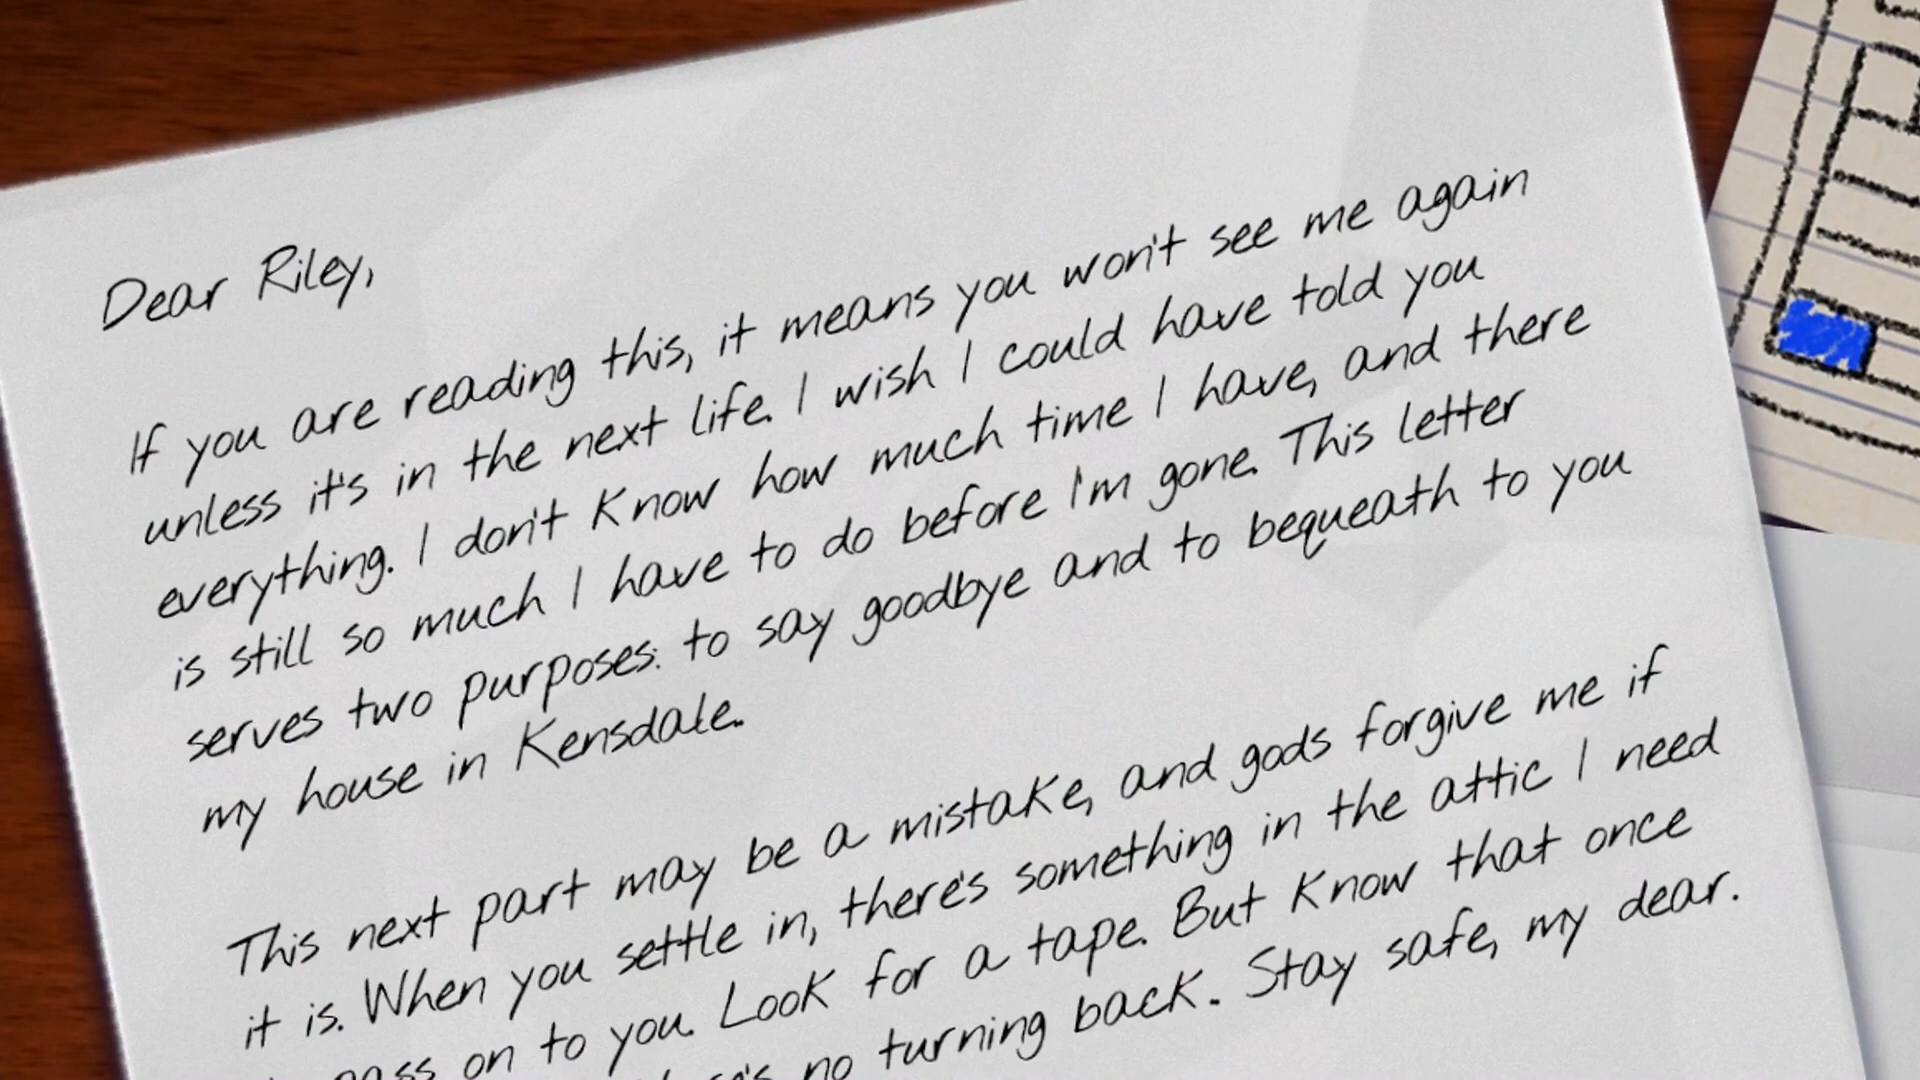 Dear Riley,
If you are reading this, it means you won't see me again
unless it's in the next life. I wish I could have told you
everything. I don't know how much time I have, and there
is still so much I have to do before I'm gone. This letter
serves two purposes: to say goodbye and to bequeath to you
my house in Kensdale.
This next part may be a mistake, and gods forgive me if
it is. When you settle in, there's something in the attic I need
pass on to you. Look for a tape. But know that once
no turning back. Stay safe, my dear.